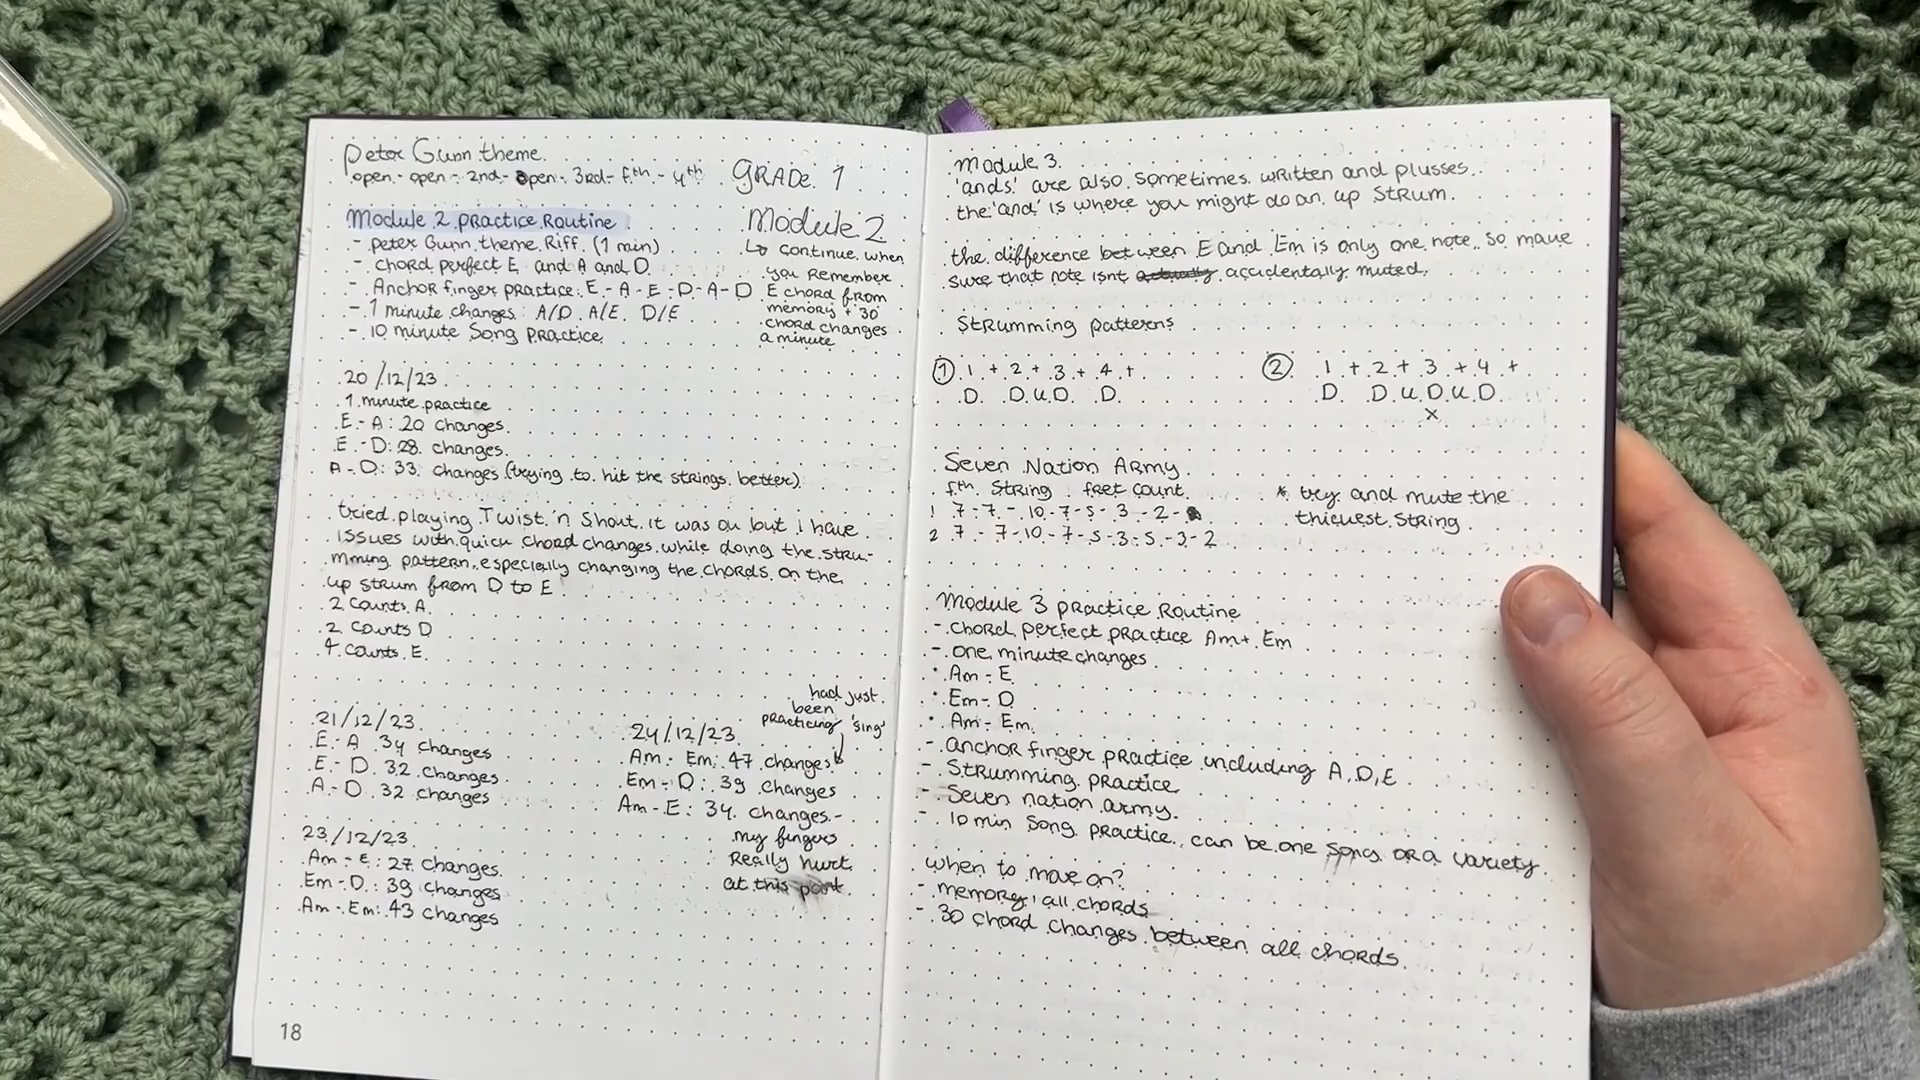 Peter Gunn theme.
open - open - 2nd - open - 3rd - fth - 4th
GRADE 1
Module 2 practice Routine
- peter Gunn theme Riff (1 min)
- chord perfect E and A and D
- Anchor finger practice: E - A - E - D - A - D
- 1 minute changes: A/D A/E D/E
- 10 minute Song practice
Module 2
↳ continue when
you Remember
E chord from
memory + 30
chord changes
a minute
20/12/23
1 minute practice
E - A: 20 changes.
E - D: 28 changes.
A - D: 33 changes (trying to hit the strings better)
tried playing Twist 'n Shout. it was ok but i have
issues with quick chord changes while doing the stru-
mming pattern, especially changing the chords on the
up strum from D to E
2 counts A
2 counts D
4 counts E
21/12/23
E - A 34 changes
E - D 32 changes
A - D 32 changes
23/12/23
Am - E: 27 changes
Em - D: 39 changes
Am - Em: 43 changes
had just
been
practicing 'sing'
24/12/23
Am - Em: 47 changes
Em - D: 39 changes
Am - E: 34 changes -
my fingers
Really hurt
at this point
18
Module 3.
'ands' are also sometimes written and plusses.
the 'and' is where you might do an up strum.
the difference between E and Em is only one note, so make
sure that note isnt actually accidentally muted.
Strumming patterns
① 1 + 2 + 3 + 4 +
D D U D D
② 1 + 2 + 3 + 4 +
D D U D U D
x
Seven Nation Army
fth string fret count
1 7 - 7 - 10 - 7 - 5 - 3 - 2 -
2 7 - 7 - 10 - 7 - 5 - 3 - 5 - 3 - 2
* try and mute the
thickest string
Module 3 practice Routine
- chord perfect practice Am + Em
- one minute changes
• Am - E
• Em - D
• Am - Em
- anchor finger practice including A, D, E
- Strumming practice
- Seven nation army
- 10 min song practice, can be one song or a variety
when to move on?
- memory: all chords
- 30 chord changes between all chords